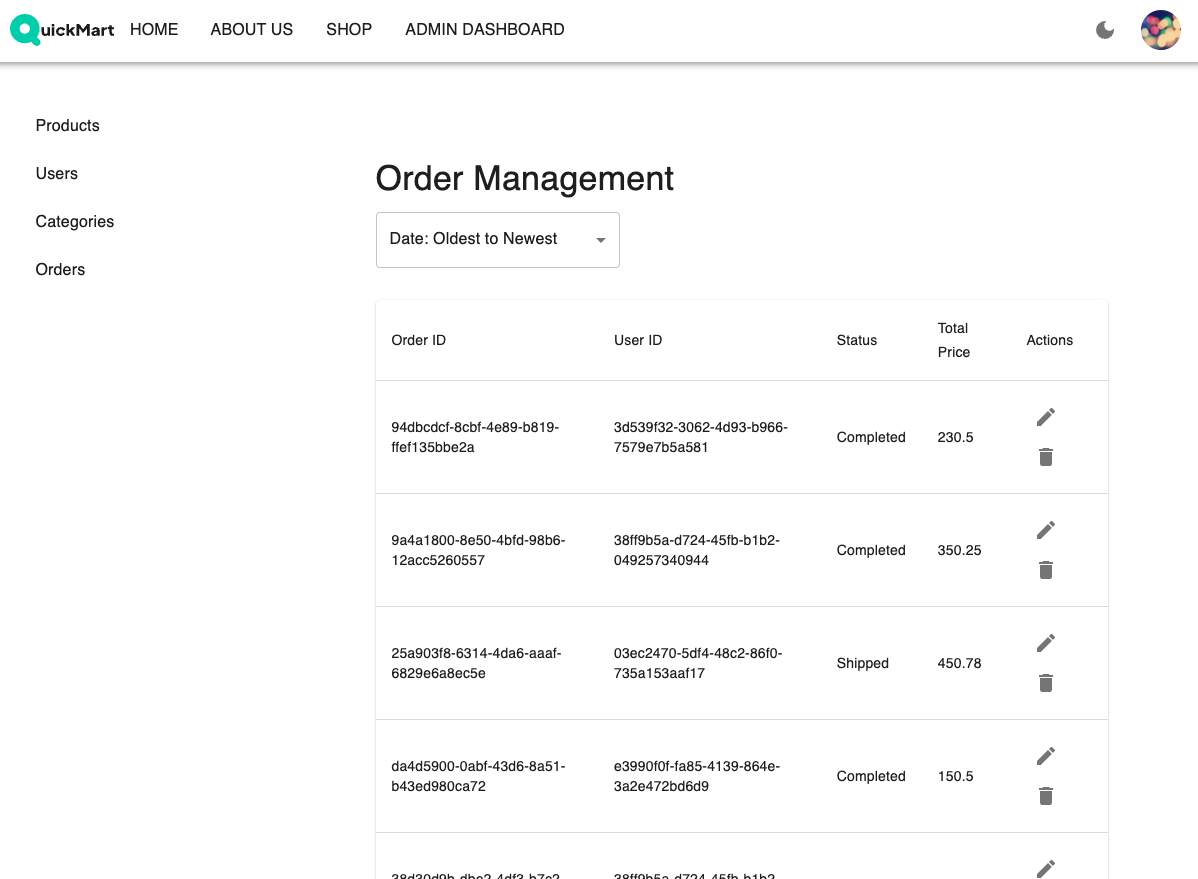 QuickMart HOME ABOUT US SHOP ADMIN DASHBOARD
Products
Users
Categories
Orders
Order Management
Date: Oldest to Newest
Order ID User ID Status Total Price Actions
94dbcdcf-8cbf-4e89-b819- 3d539f32-3062-4d93-b966-
ffef135bbe2a 7579e7b5a581
Completed 230.5
9a4a1800-8e50-4bfd-98b6- 38ff9b5a-d724-45fb-b1b2-
12acc5260557 049257340944
Completed 350.25
25a903f8-6314-4da6-aaaf- 03ec2470-5df4-48c2-86f0-
6829e6a8ec5e 735a153aaf17
Shipped 450.78
da4d5900-0abf-43d6-8a51- e3990f0f-fa85-4139-864e-
b43ed980ca72 3a2e472bd6d9
Completed 150.5
38ff9b5a-d724-45fb-b1b2-